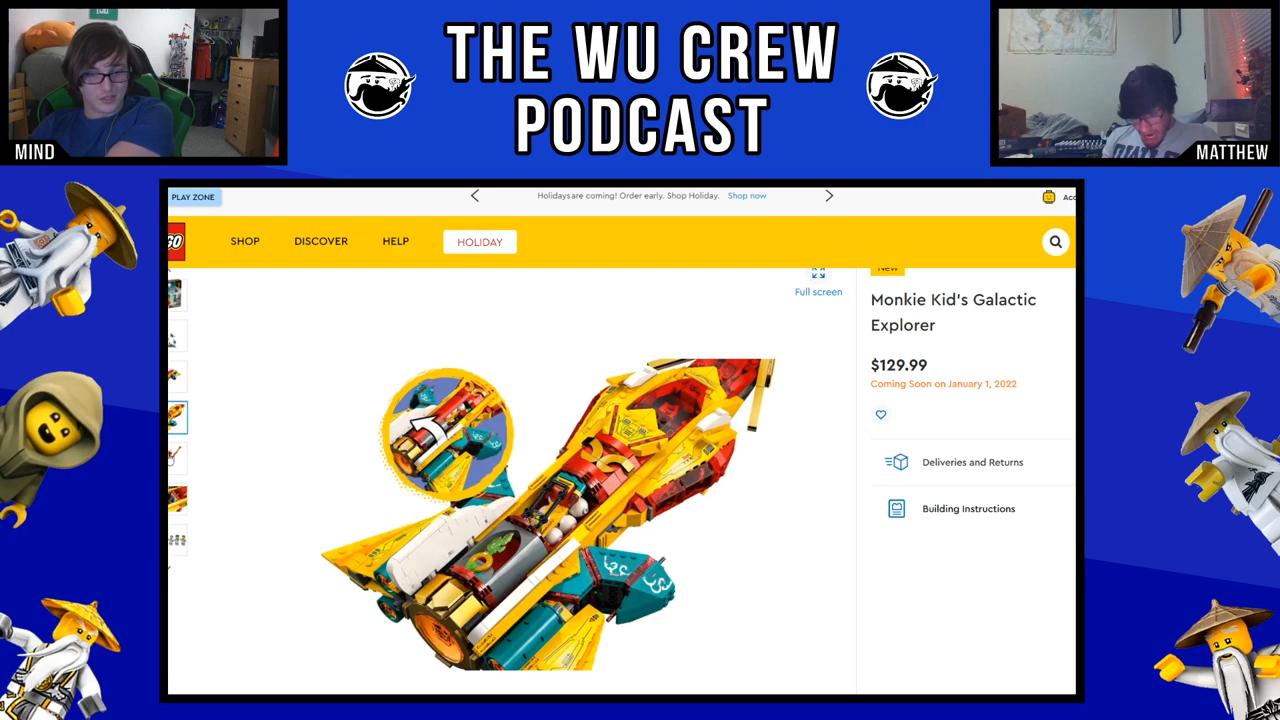 THE WU CREW
PODCAST
MIND
MATTHEW
PLAY ZONE
Holidays are coming! Order early. Shop Holiday. Shop now
SHOP
DISCOVER
HELP
HOLIDAY
Full screen
New
Monkie Kid's Galactic
Explorer
$129.99
Coming Soon on January 1, 2022
Deliveries and Returns
Building Instructions